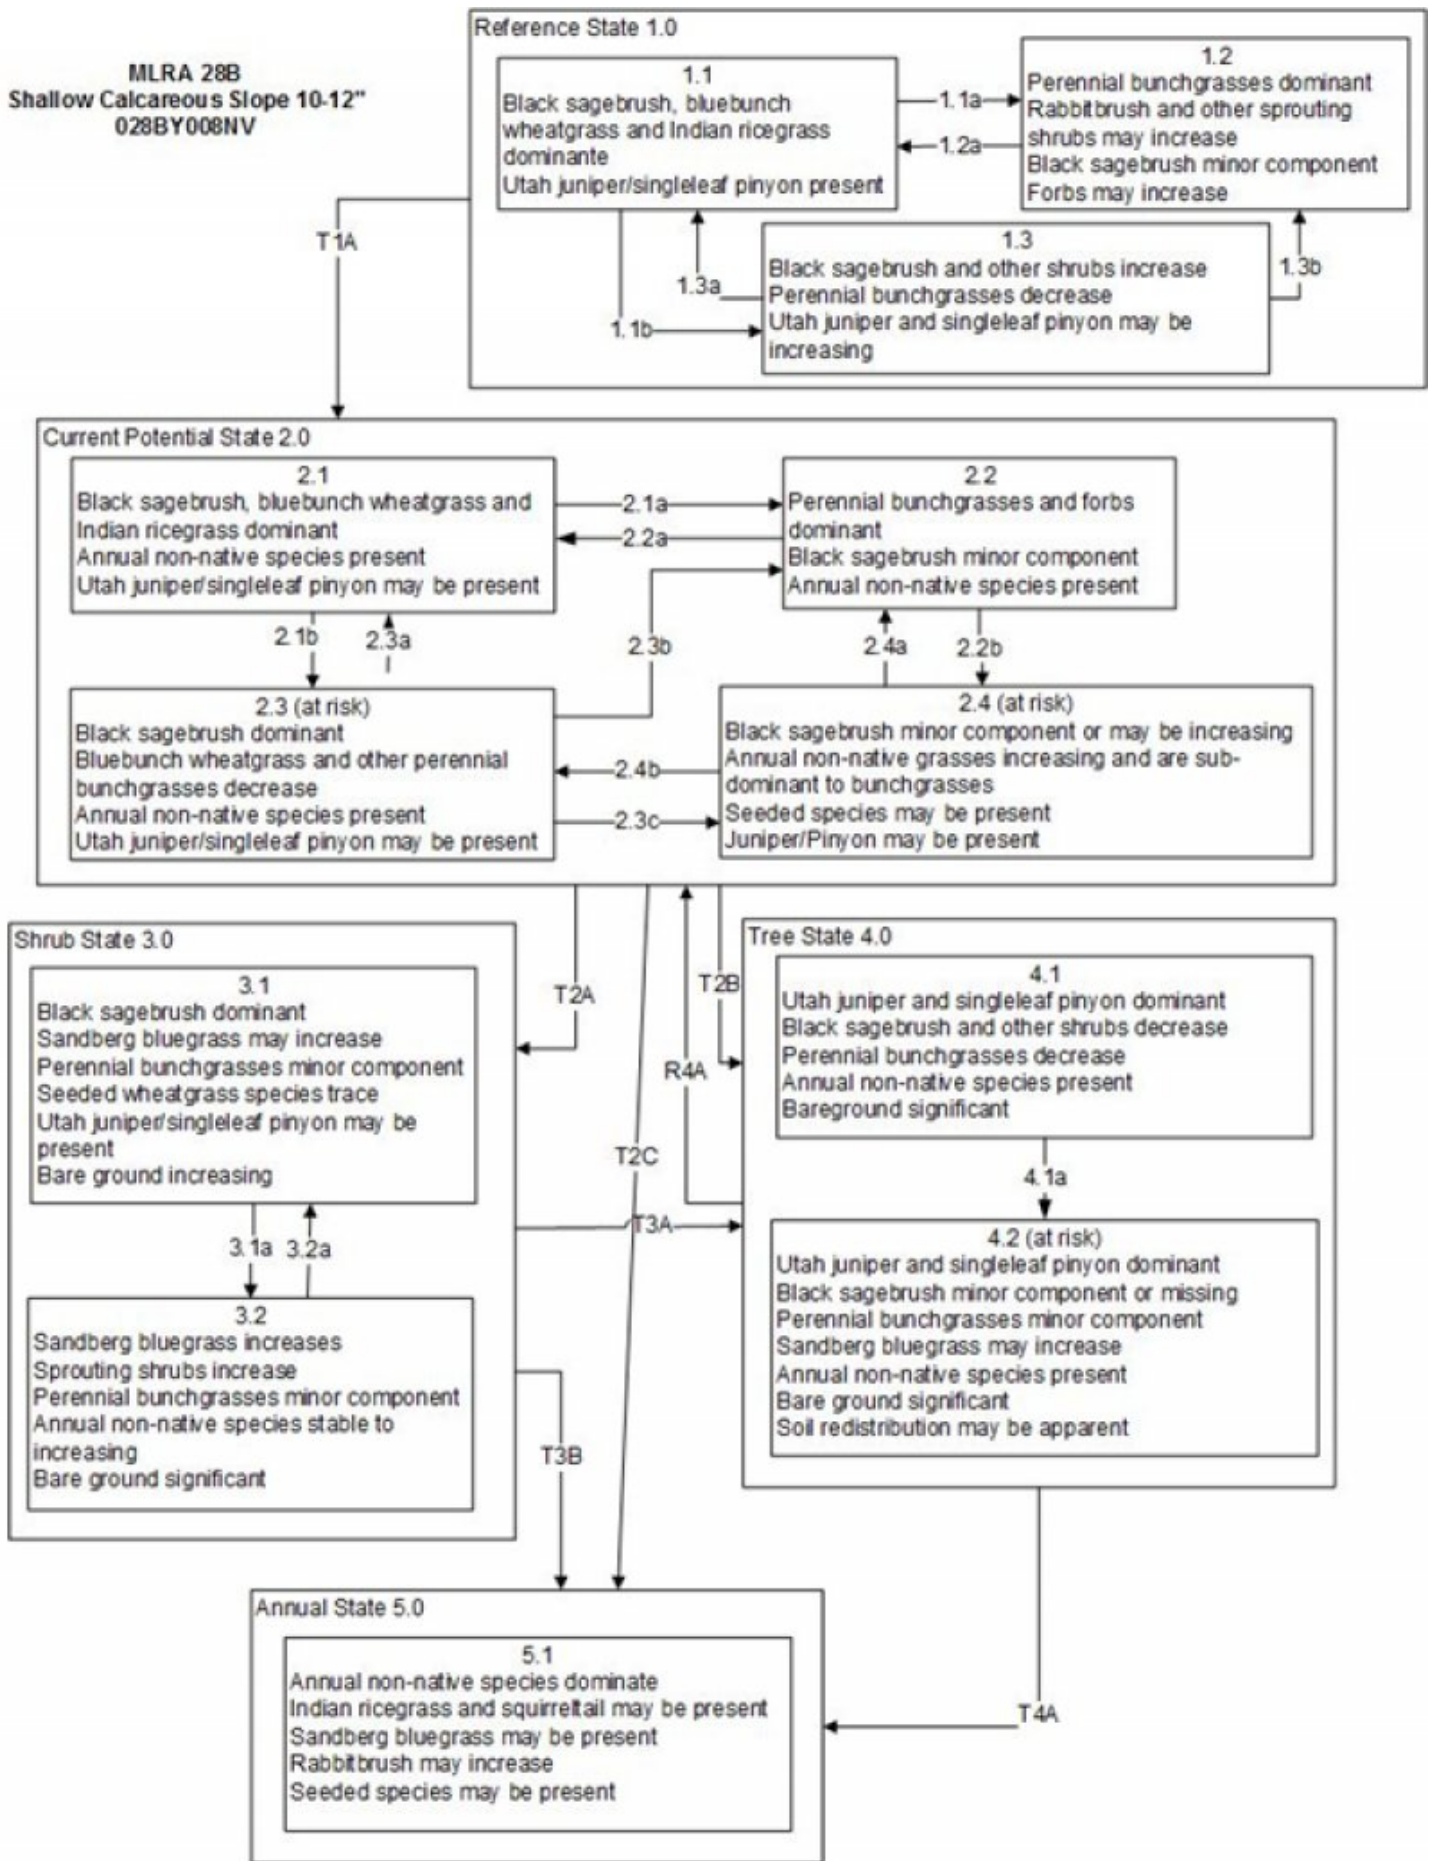 MLRA 28B
Shallow Calcareous Slope 10-12"
028BY008NV
Reference State 1.0
1.1
Black sagebrush, bluebunch
wheatgrass and Indian ricegrass
dominante
Utah juniper/singleleaf pinyon present
1.1a
1.2a
1.2
Perennial bunchgrasses dominant
Rabbitbrush and other sprouting
shrubs may increase
Black sagebrush minor component
Forbs may increase
T1A
1.3a
1.1b
1.3
Black sagebrush and other shrubs increase
Perennial bunchgrasses decrease
Utah juniper and singleleaf pinyon may be
increasing
1.3b
Current Potential State 2.0
2.1
Black sagebrush, bluebunch wheatgrass and
Indian ricegrass dominant
Annual non-native species present
Utah juniper/singleleaf pinyon may be present
2.1a
2.2a
2.2
Perennial bunchgrasses and forbs
dominant
Black sagebrush minor component
Annual non-native species present
2.1b
2.3a
2.3b
2.4a
2.2b
2.3 (at risk)
Black sagebrush dominant
Bluebunch wheatgrass and other perennial
bunchgrasses decrease
Annual non-native species present
Utah juniper/singleleaf pinyon may be present
2.4b
2.3c
2.4 (at risk)
Black sagebrush minor component or may be increasing
Annual non-native grasses increasing and are sub-
dominant to bunchgrasses
Seeded species may be present
Juniper/Pinyon may be present
Shrub State 3.0
3.1
Black sagebrush dominant
Sandberg bluegrass may increase
Perennial bunchgrasses minor component
Seeded wheatgrass species trace
Utah juniper/singleleaf pinyon may be
present
Bare ground increasing
3.1a
3.2a
3.2
Sandberg bluegrass increases
Sprouting shrubs increase
Perennial bunchgrasses minor component
Annual non-native species stable to
increasing
Bare ground significant
T2A
T2B
R4A
T2C
T3A
T3B
Tree State 4.0
4.1
Utah juniper and singleleaf pinyon dominant
Black sagebrush and other shrubs decrease
Perennial bunchgrasses decrease
Annual non-native species present
Bareground significant
4.1a
4.2 (at risk)
Utah juniper and singleleaf pinyon dominant
Black sagebrush minor component or missing
Perennial bunchgrasses minor component
Sandberg bluegrass may increase
Annual non-native species present
Bare ground significant
Soil redistribution may be apparent
T4A
Annual State 5.0
5.1
Annual non-native species dominate
Indian ricegrass and squirreltail may be present
Sandberg bluegrass may be present
Rabbitbrush may increase
Seeded species may be present